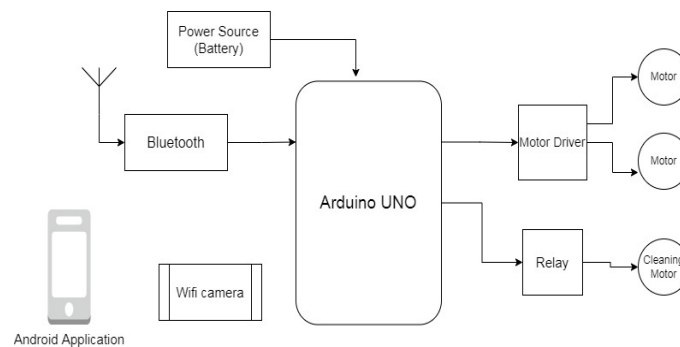 Power Source
(Battery)
Motor
Bluetooth
Motor Driver
Motor
Arduino UNO
Relay
Cleaning
Motor
Wifi camera
Android Application